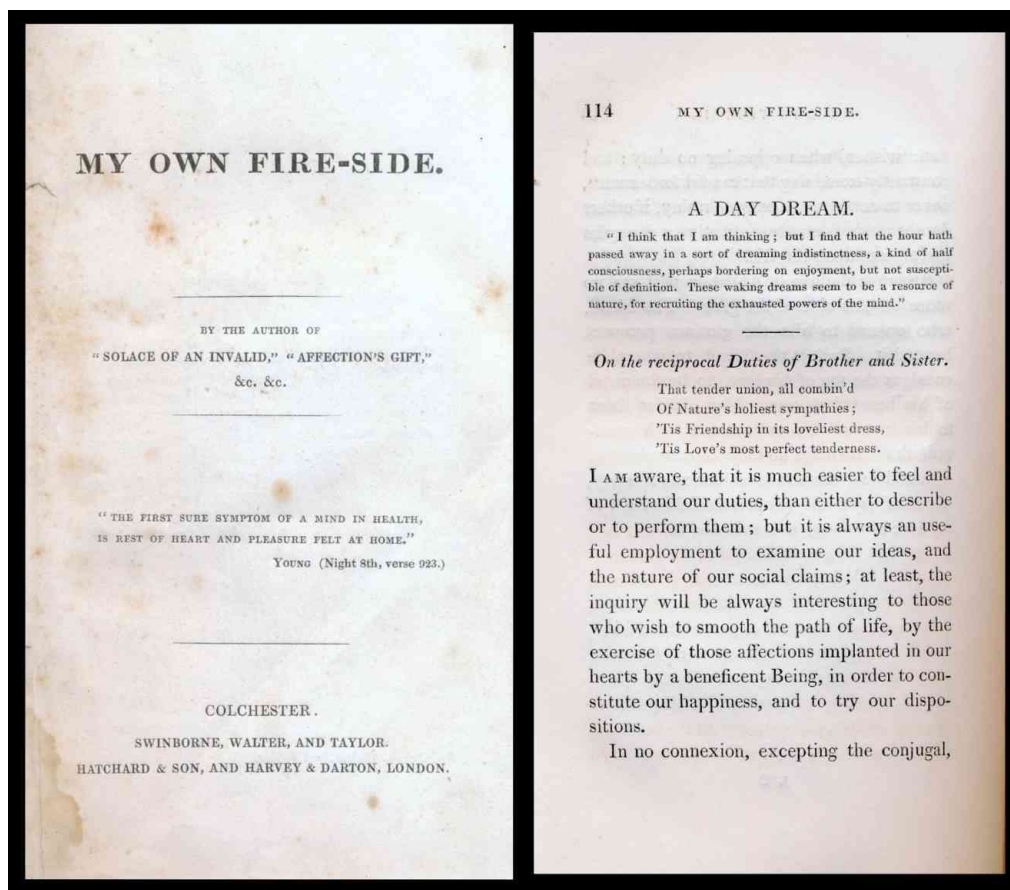 MY OWN FIRE-SIDE.
BY THE AUTHOR OF
"SOLACE OF AN INVALID," "AFFECTION'S GIFT,"
&c. &c.
"THE FIRST SURE SYMPTOM OF A MIND IN HEALTH,
IS REST OF HEART AND PLEASURE FELT AT HOME."
YOUNG (Night 8th, verse 923.)
COLCHESTER.
SWINBORNE, WALTER, AND TAYLOR.
HATCHARD & SON, AND HARVEY & DARTON, LONDON.
114 MY OWN FIRE-SIDE.
A DAY DREAM.
"I think that I am thinking; but I find that the hour hath
passed away in a sort of dreaming indistinctness, a kind of half
consciousness, perhaps bordering on enjoyment, but not suscepti-
ble of definition. These waking dreams seem to be a resource of
nature, for recruiting the exhausted powers of the mind."
On the reciprocal Duties of Brother and Sister.
That tender union, all combin'd
Of Nature's holiest sympathies;
'Tis Friendship in its loveliest dress,
'Tis Love's most perfect tenderness.
I AM aware, that it is much easier to feel and
understand our duties, than either to describe
or to perform them; but it is always an use-
ful employment to examine our ideas, and
the nature of our social claims; at least, the
inquiry will be always interesting to those
who wish to smooth the path of life, by the
exercise of those affections implanted in our
hearts by a beneficent Being, in order to con-
stitute our happiness, and to try our dispo-
sitions.
In no connexion, excepting the conjugal,